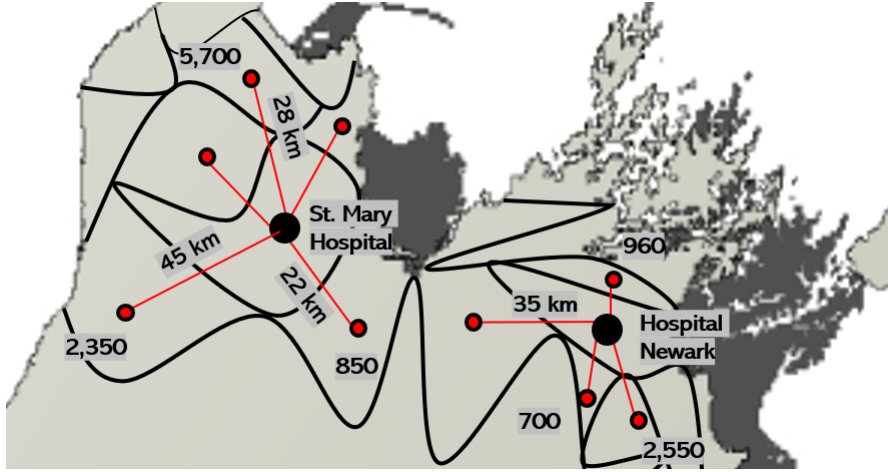 5,700
28 km
St. Mary
Hospital
45 km
22 km
2,350
850
960
35 km
Hospital
Newark
700
2,550